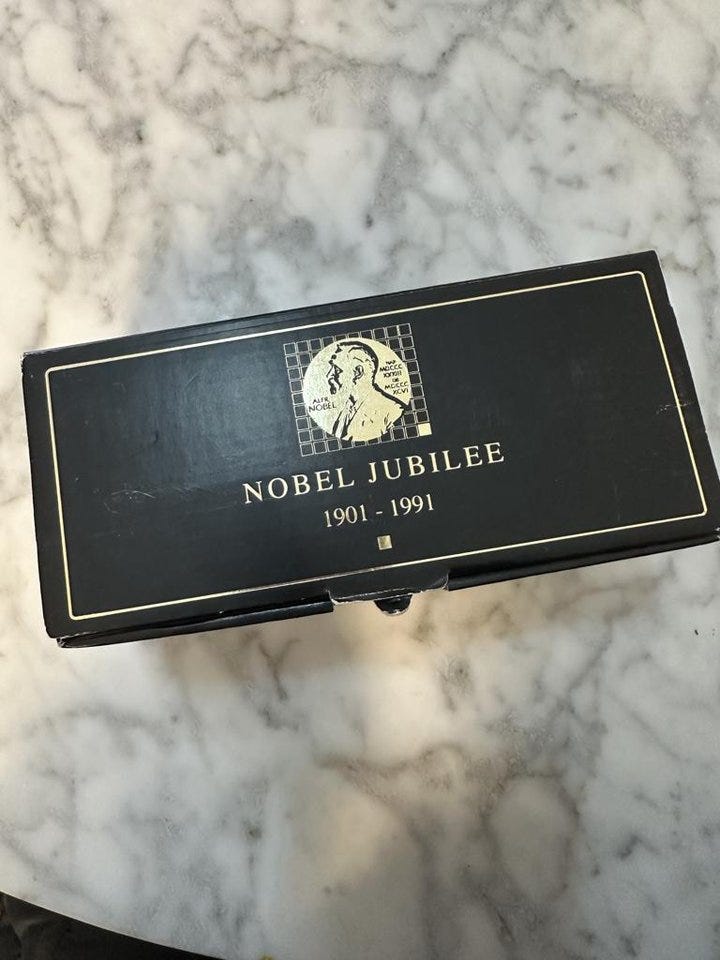 ALFR.
NOBEL
NAT.
MDCCC
XXXIII
OB.
MDCCC
XCVI
NOBEL JUBILEE
1901 - 1991